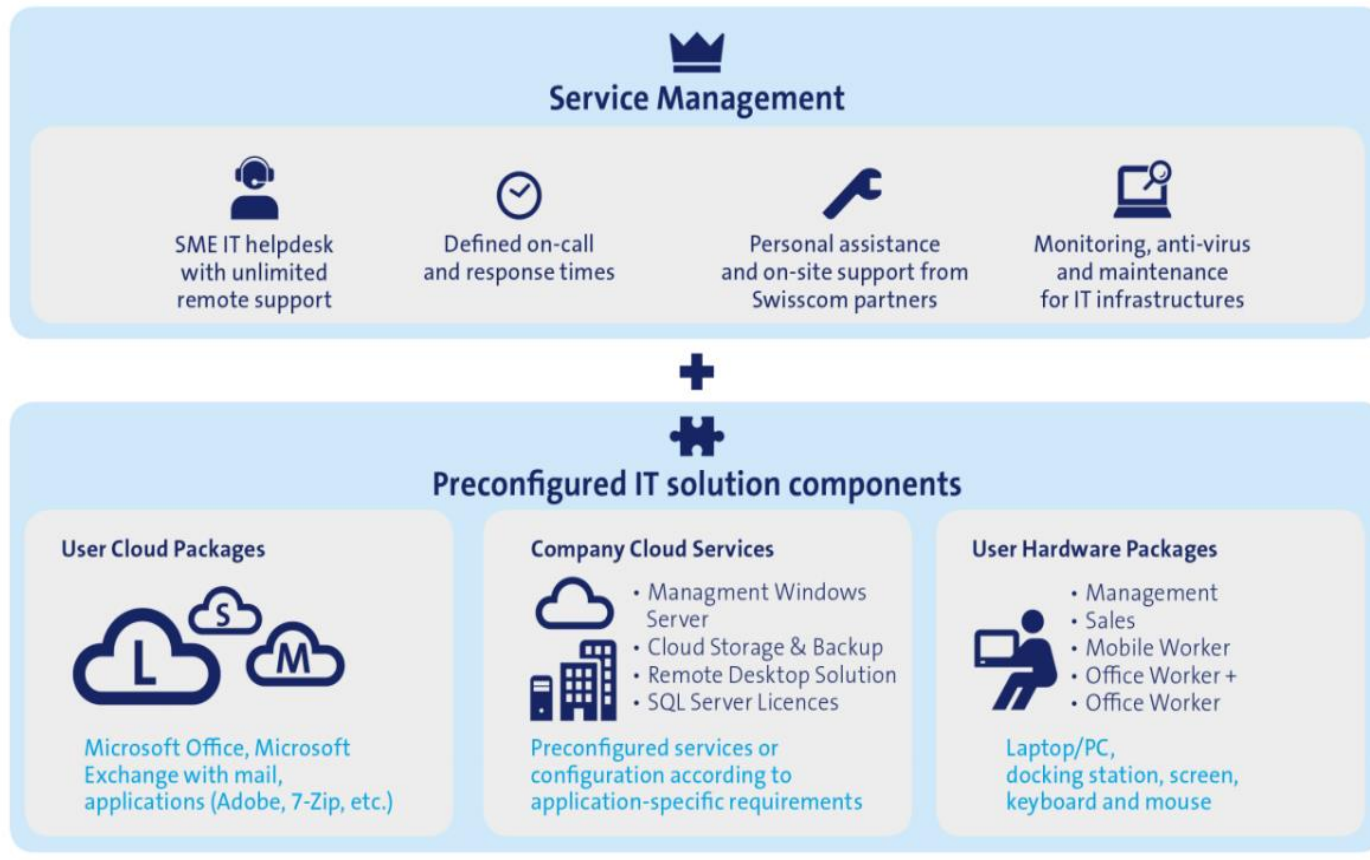 Service Management
SME IT helpdesk
with unlimited
remote support
Defined on-call
and response times
Personal assistance
and on-site support from
Swisscom partners
Monitoring, anti-virus
and maintenance
for IT infrastructures
Preconfigured IT solution components
User Cloud Packages
S
L
M
Microsoft Office, Microsoft
Exchange with mail,
applications (Adobe, 7-Zip, etc.)
Company Cloud Services
• Managment Windows
Server
• Cloud Storage & Backup
• Remote Desktop Solution
• SQL Server Licences
Preconfigured services or
configuration according to
application-specific requirements
User Hardware Packages
• Management
• Sales
• Mobile Worker
• Office Worker +
• Office Worker
Laptop/PC,
docking station, screen,
keyboard and mouse